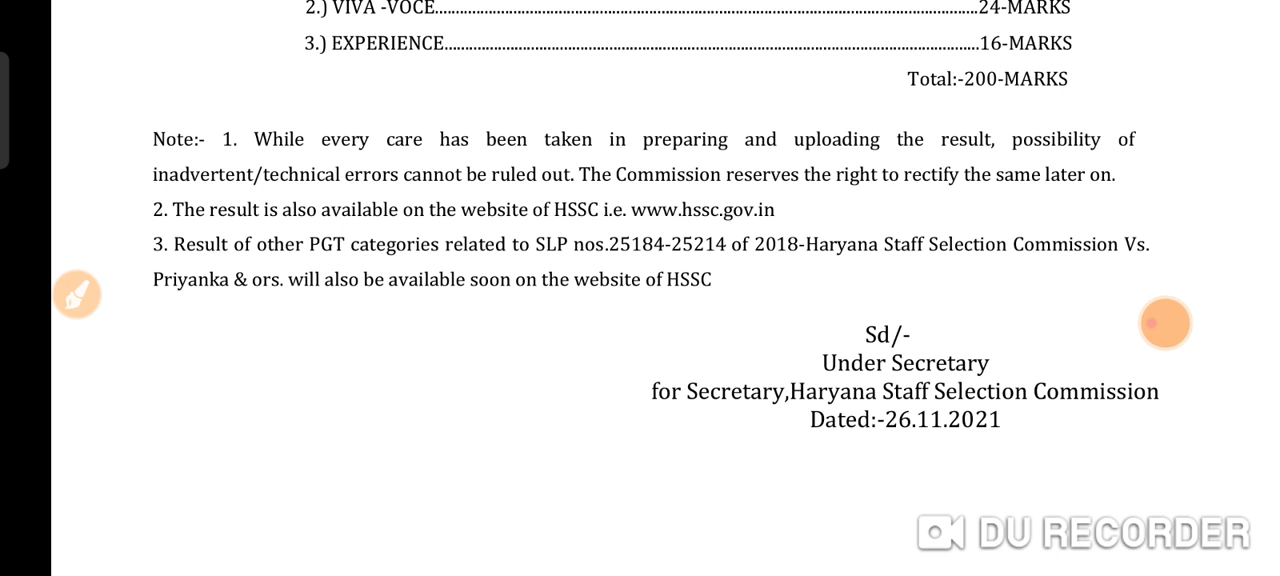 2.) VIVA -VOCE..............................................................................................................24-MARKS
3.) EXPERIENCE...........................................................................................................16-MARKS
Total:-200-MARKS
Note:- 1. While every care has been taken in preparing and uploading the result, possibility of
inadvertent/technical errors cannot be ruled out. The Commission reserves the right to rectify the same later on.
2. The result is also available on the website of HSSC i.e. www.hssc.gov.in
3. Result of other PGT categories related to SLP nos.25184-25214 of 2018-Haryana Staff Selection Commission Vs.
Priyanka & ors. will also be available soon on the website of HSSC
Sd/-
Under Secretary
for Secretary,Haryana Staff Selection Commission
Dated:-26.11.2021
DU RECORDER